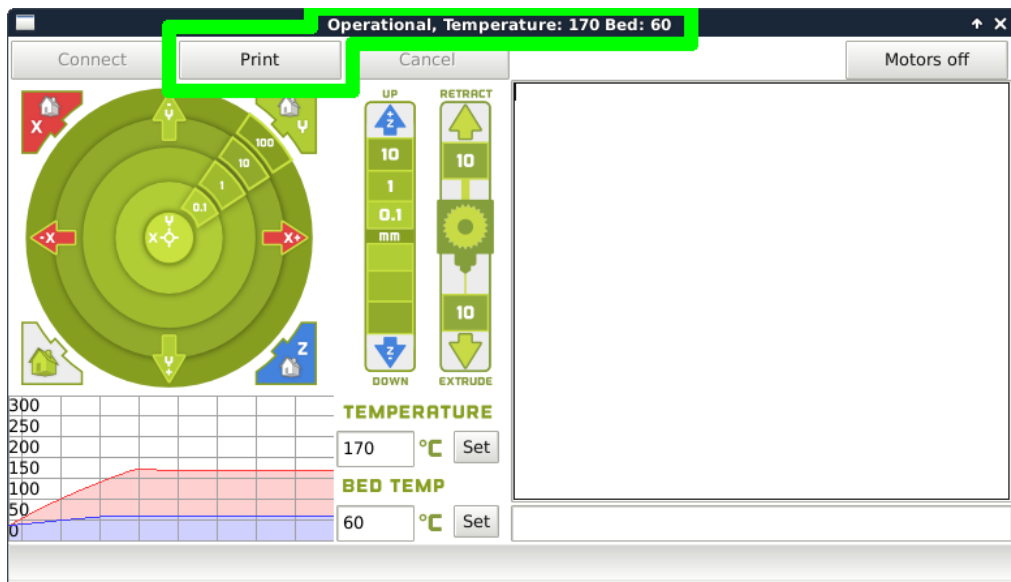 Operational, Temperature: 170 Bed: 60
Connect Print Cancel Motors off
UP RETRACT
X Y
-Y
+Z
100
10 10
10
1 1
0.1 0.1
Y
X
-X X+
mm
10
Y+
Z
Z-
DOWN EXTRUDE
300
250
200
150
100
50
0
TEMPERATURE
170 °C Set
BED TEMP
60 °C Set